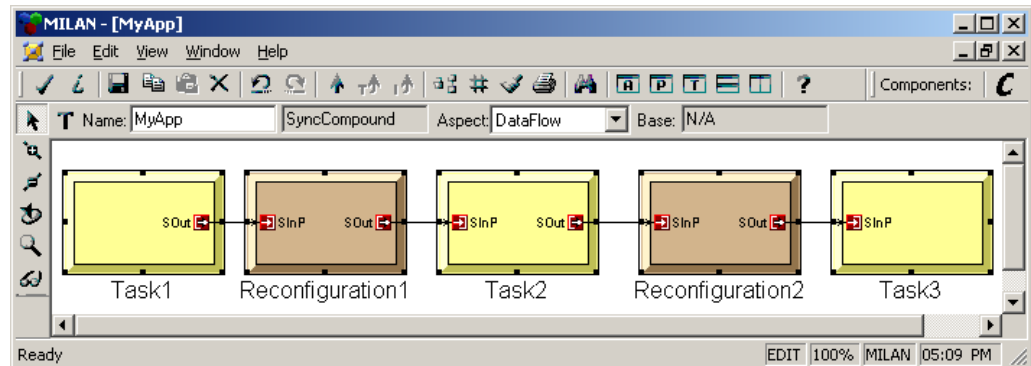 MILAN - [MyApp]
File Edit View Window Help
A P T ? Components: C
T Name: MyApp SyncCompound Aspect: DataFlow Base: N/A
SOut SInP SOut SInP SOut SInP SOut SInP
Task1 Reconfiguration1 Task2 Reconfiguration2 Task3
Ready EDIT 100% MILAN 05:09 PM